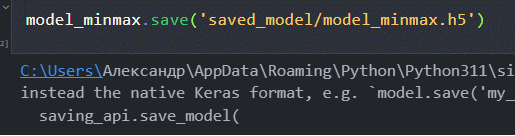 model_minmax.save('saved_model/model_minmax.h5')
2]
C:\Users\Александр\AppData\Roaming\Python\Python311\si
instead the native Keras format, e.g. `model.save('my_
saving_api.save_model(